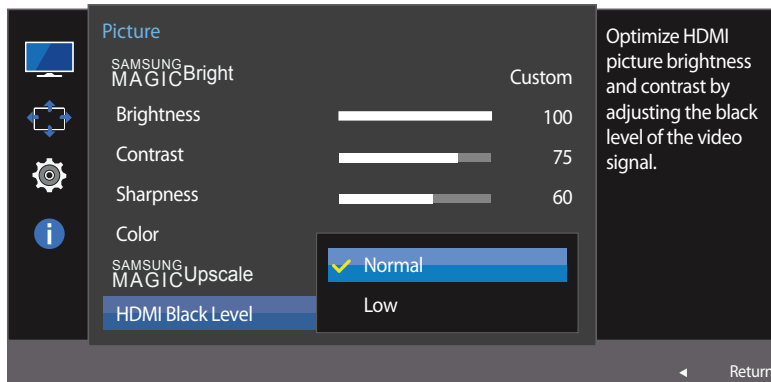 Picture
SAMSUNG
MAGICBright Custom
Brightness 100
Contrast 75
Sharpness 60
Color
SAMSUNG
MAGICUpscale
HDMI Black Level
Normal
Low
Optimize HDMI
picture brightness
and contrast by
adjusting the black
level of the video
signal.
Return